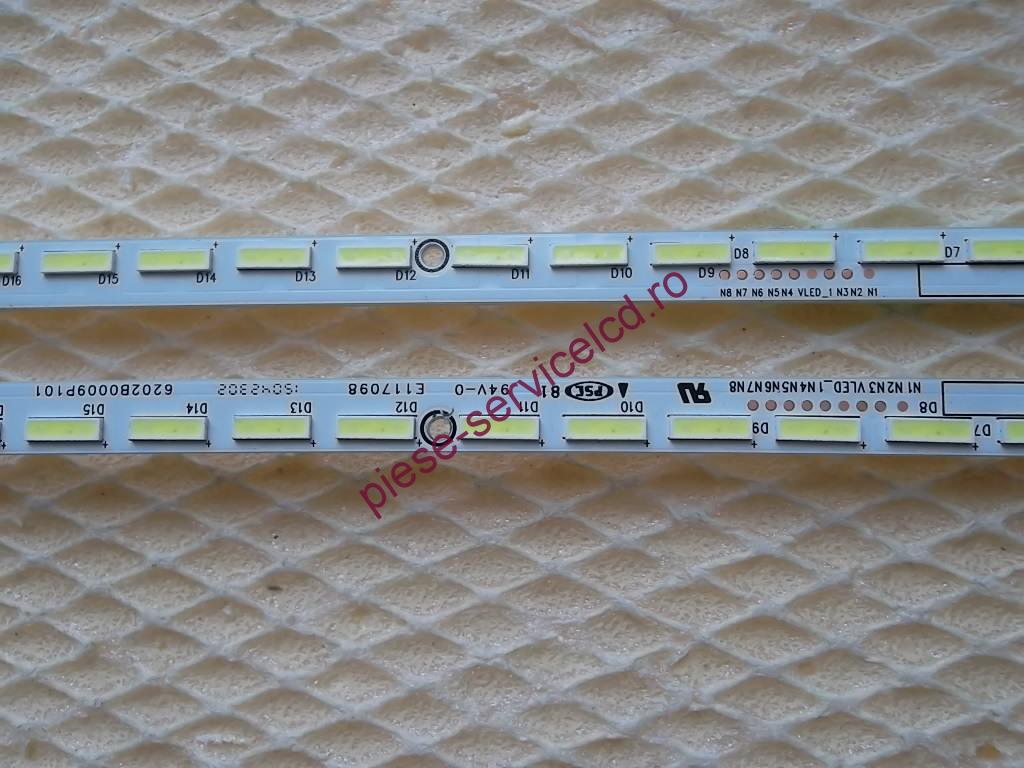 D16 D15 D14 D13 D12 D11 D10 D9 D8 D7
N8 N7 N6 N5 N4 VLED_1 N3 N2 N1
piese-servicelcd.ro
N1 N2 N3 VLED_1 N4 N5 N6 N7 N8
81 94V-0 E117098 15042302 6202B0009P101
D7 D8 D9 D10 D11 D12 D13 D14 D15